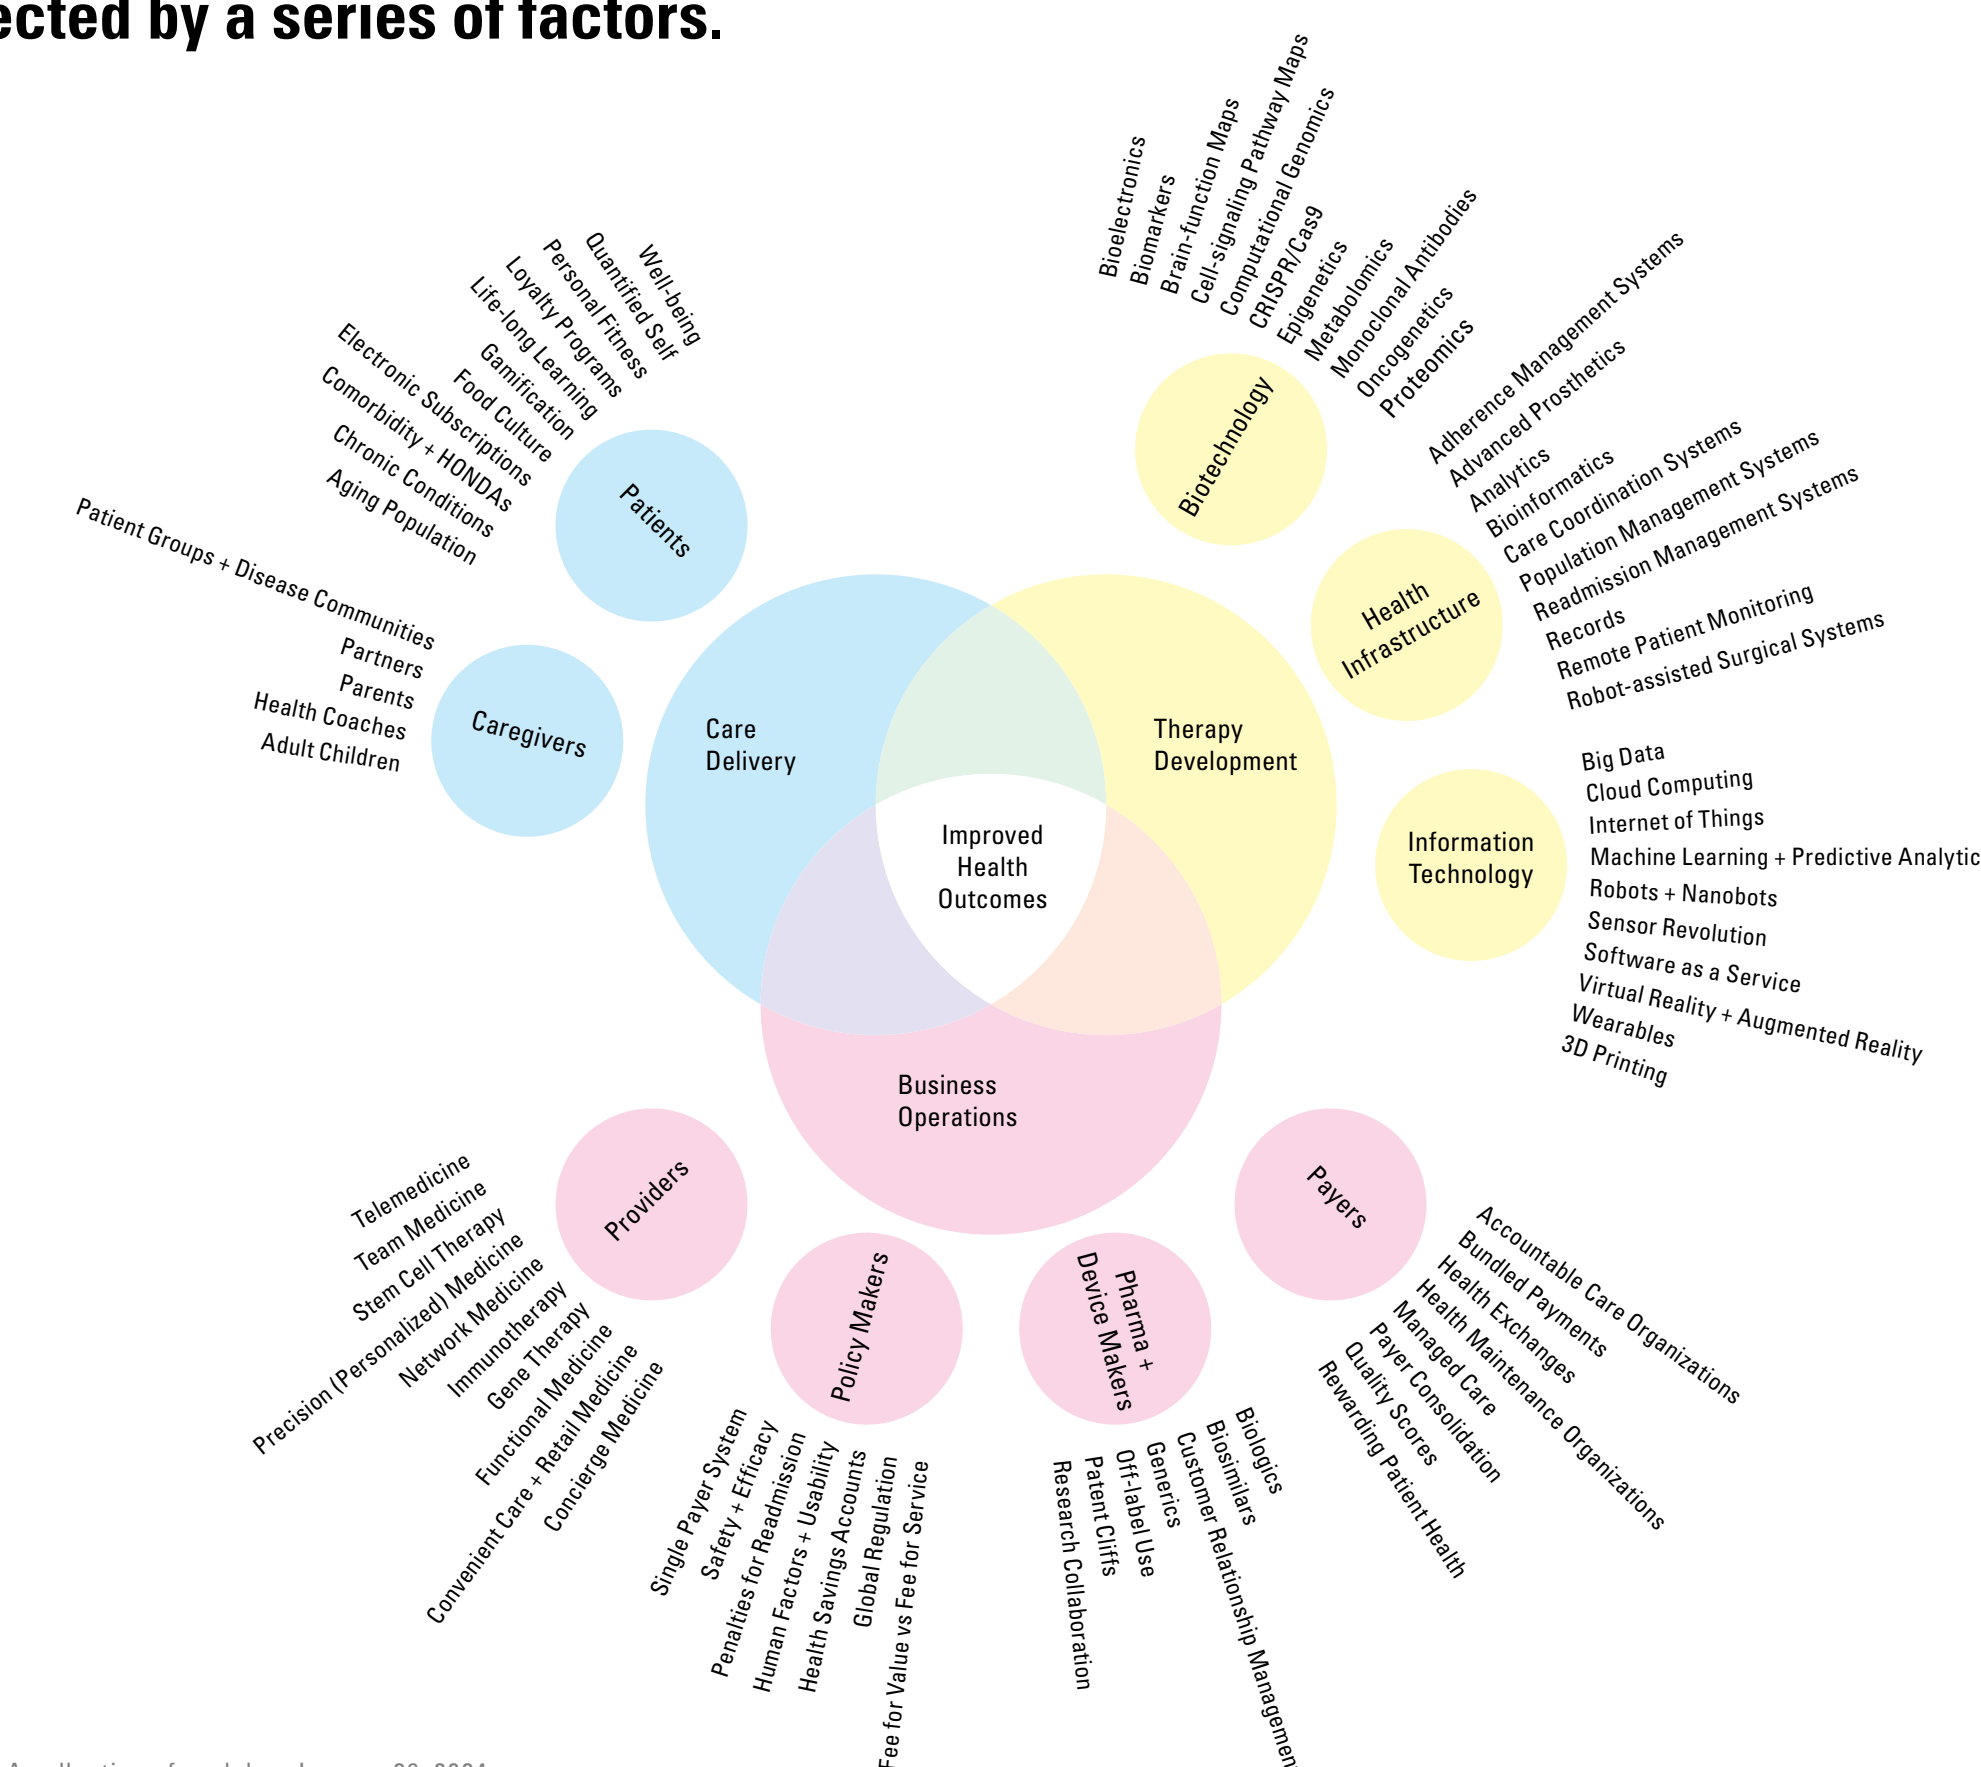 ected by a series of factors.
Bioelectronics
Biomarkers
Brain-function Maps
Cell-signaling Pathway Maps
Computational Genomics
CRISPR/Cas9
Epigenetics
Metabolomics
Monoclonal Antibodies
Oncogenetics
Proteomics
Biotechnology
Adherence Management Systems
Advanced Prosthetics
Analytics
Bioinformatics
Care Coordination Systems
Population Management Systems
Readmission Management Systems
Records
Remote Patient Monitoring
Robot-assisted Surgical Systems
Health
Infrastructure
Big Data
Cloud Computing
Internet of Things
Machine Learning + Predictive Analytic
Robots + Nanobots
Sensor Revolution
Software as a Service
Virtual Reality + Augmented Reality
Wearables
3D Printing
Information
Technology
Well-being
Quantified Self
Personal Fitness
Loyalty Programs
Life-long Learning
Gamification
Food Culture
Electronic Subscriptions
Comorbidity + HONDAs
Chronic Conditions
Aging Population
Patients
Patient Groups + Disease Communities
Partners
Parents
Health Coaches
Adult Children
Caregivers
Care
Delivery
Therapy
Development
Improved
Health
Outcomes
Business
Operations
Providers
Telemedicine
Team Medicine
Stem Cell Therapy
Precision (Personalized) Medicine
Network Medicine
Immunotherapy
Gene Therapy
Functional Medicine
Convenient Care + Retail Medicine
Concierge Medicine
Policy Makers
Single Payer System
Safety + Efficacy
Penalties for Readmission
Human Factors + Usability
Health Savings Accounts
Global Regulation
Fee for Value vs Fee for Service
Pharma +
Device Makers
Biologics
Biosimilars
Customer Relationship Managemen
Generics
Off-label Use
Patent Cliffs
Research Collaboration
Payers
Accountable Care Organizations
Bundled Payments
Health Exchanges
Health Maintenance Organizations
Managed Care
Payer Consolidation
Quality Scores
Rewarding Patient Health